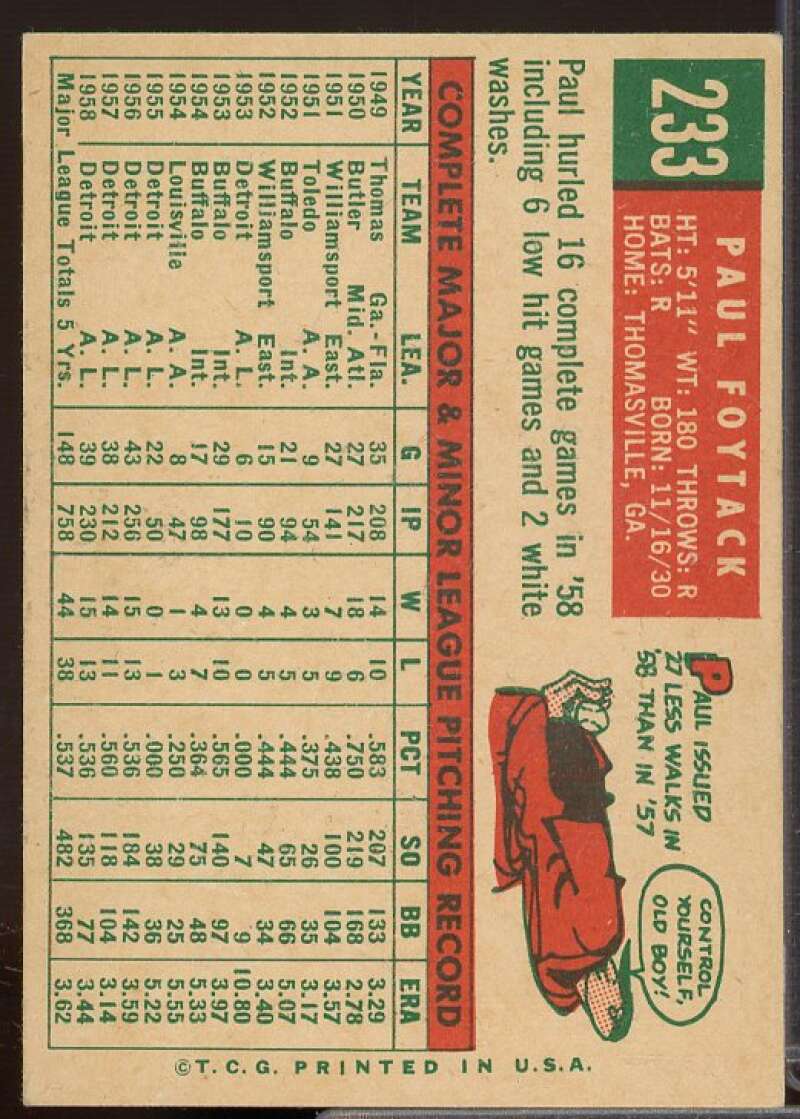 233
PAUL FOYTACK
HT: 5'11" WT: 180 THROWS: R
BATS: R BORN: 11/16/30
HOME: THOMASVILLE, GA.
Paul hurled 16 complete games in '58
including 6 low hit games and 2 white
washes.
PAUL ISSUED
27 LESS WALKS IN
'58 THAN IN '57
CONTROL
YOURSELF,
OLD BOY!
COMPLETE MAJOR & MINOR LEAGUE PITCHING RECORD
YEAR TEAM LEA. G IP W L PCT SO BB ERA
1949 Thomas Ga.-Fla. 35 208 14 10 .583 207 133 3.29
1950 Butler Mid. Atl. 27 217 18 6 .750 219 168 2.78
1951 Williamsport East. 27 141 7 9 .438 100 104 3.57
1951 Toledo A. A. 9 54 3 5 .375 26 35 3.17
1952 Buffalo Int. 21 94 4 5 .444 65 66 5.07
1952 Williamsport East. 15 90 4 5 .444 47 34 3.40
1953 Detroit A. L. 6 10 0 0 .000 7 9 10.80
1953 Buffalo Int. 29 177 13 10 .565 140 97 3.97
1954 Buffalo Int. 17 98 4 7 .364 75 48 5.33
1954 Louisville A. A. 8 47 1 3 .250 29 25 5.55
1955 Detroit A. L. 22 50 0 1 .000 38 36 5.22
1956 Detroit A. L. 43 256 15 13 .536 184 142 3.59
1957 Detroit A. L. 38 212 14 11 .560 118 104 3.14
1958 Detroit A. L. 39 230 15 13 .536 135 77 3.44
Major League Totals 5 Yrs. 148 758 44 38 .537 482 368 3.62
©T.C.G. PRINTED IN U.S.A.